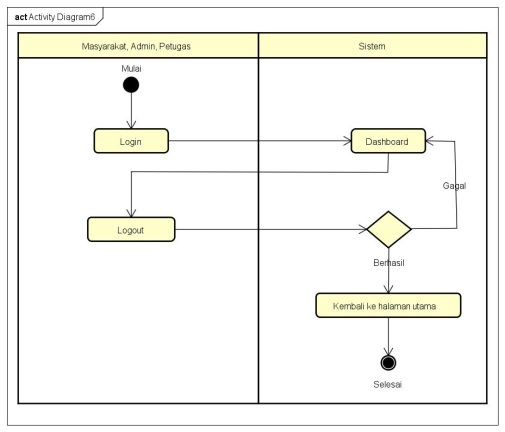 act Activity Diagram6
Masyarakat, Admin, Petugas
Sistem
Mulai
Login
Dashboard
Gagal
Logout
Berhasil
Kembali ke halaman utama
Selesai